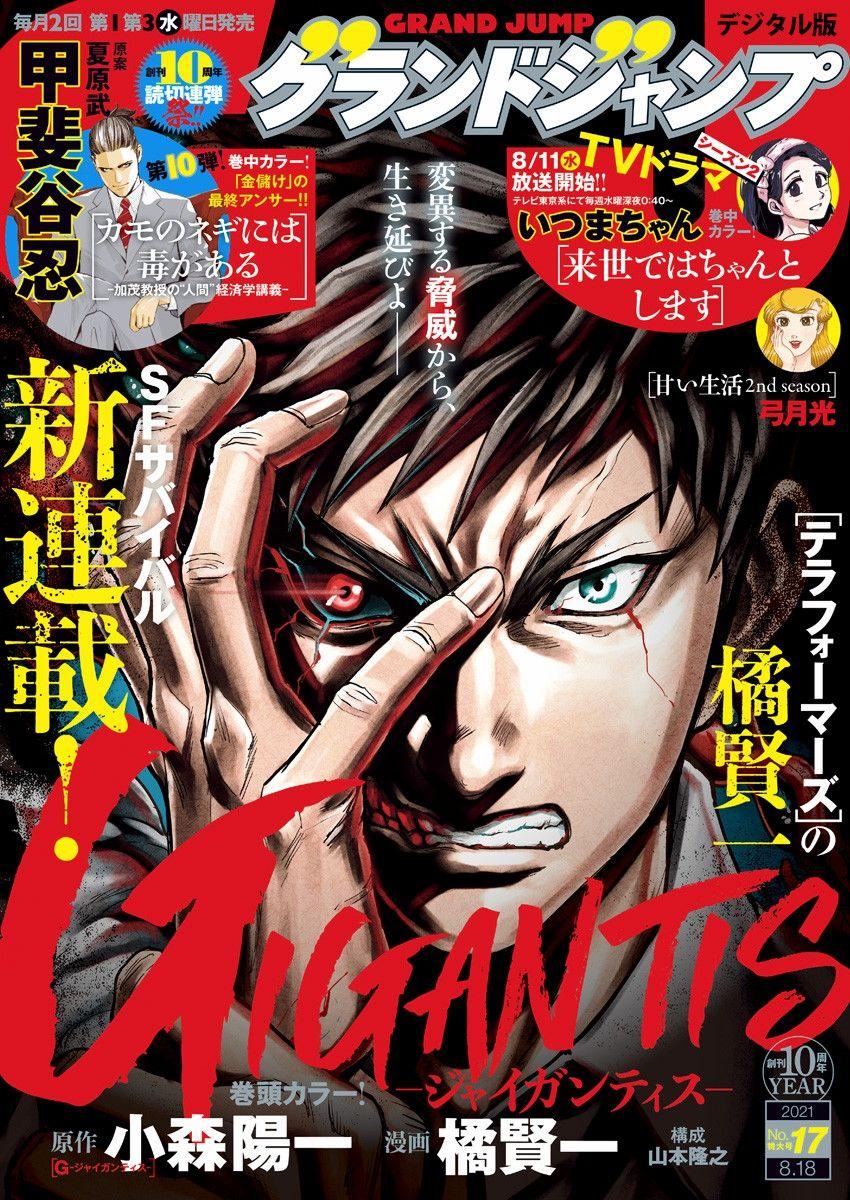 毎月2回 第1第3水曜日発売
GRAND JUMP
グランドジャンプ
デジタル版
創刊10周年
読切連弾
祭!!
原案
夏原武
甲斐谷忍
第10弾!
巻中カラー!
「金儲け」の
最終アンサー!!
[カモのネギには
毒がある
-加茂教授の“人間”経済学講義-]
8/11水
放送開始!!
TVドラマ
シーズン2
テレビ東京系にて毎週水曜深夜0:40～
いつまちゃん
巻中
カラー!
[来世ではちゃんと
します]
[甘い生活 2nd season]
弓月光
変異する脅威から、
生き延びよ——
SFサバイバル
新連載!
[テラフォーマーズ]の
橘賢一
GIGANTIS
巻頭カラー!
—ジャイガンティス—
原作 小森陽一
[G-ジャイガンティス-]
漫画 橘賢一
構成
山本隆之
創刊10周年
YEAR
2021
No.17
特大号
8.18